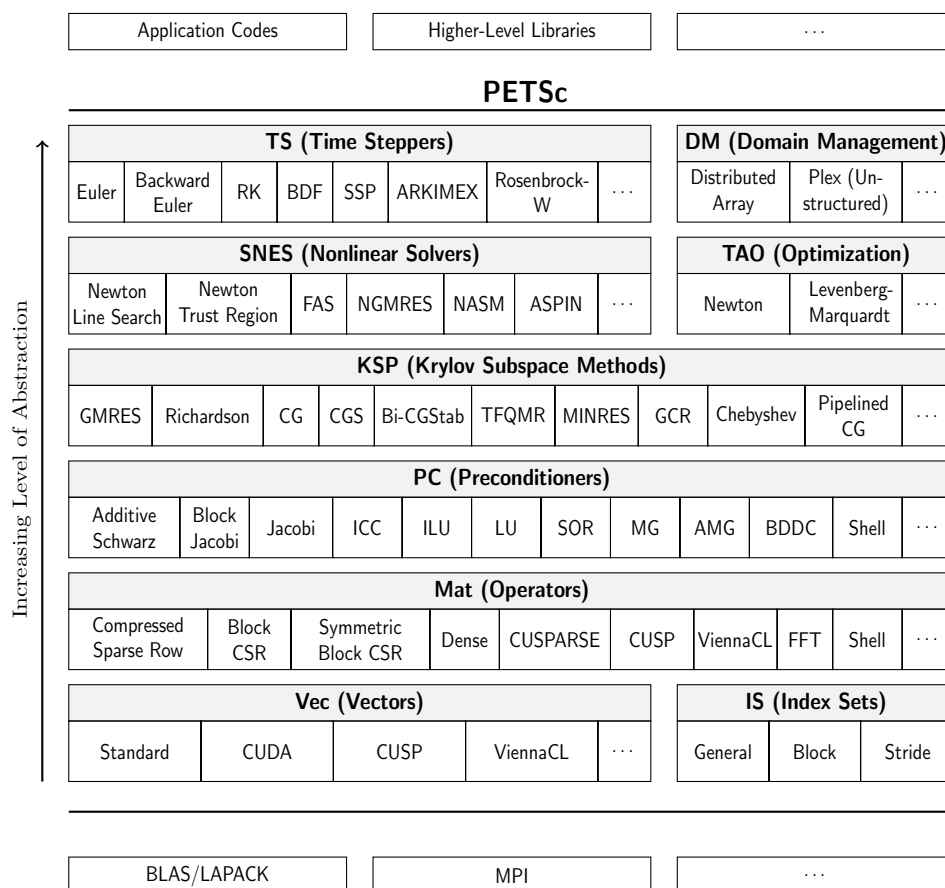 Application Codes
Higher-Level Libraries
...
PETSc
Increasing Level of Abstraction
TS (Time Steppers)
Euler
Backward
Euler
RK
BDF
SSP
ARKIMEX
Rosenbrock-
W
...
DM (Domain Management)
Distributed
Array
Plex (Un-
structured)
...
SNES (Nonlinear Solvers)
Newton
Line Search
Newton
Trust Region
FAS
NGMRES
NASM
ASPIN
...
TAO (Optimization)
Newton
Levenberg-
Marquardt
...
KSP (Krylov Subspace Methods)
GMRES
Richardson
CG
CGS
Bi-CGStab
TFQMR
MINRES
GCR
Chebyshev
Pipelined
CG
...
PC (Preconditioners)
Additive
Schwarz
Block
Jacobi
Jacobi
ICC
ILU
LU
SOR
MG
AMG
BDDC
Shell
...
Mat (Operators)
Compressed
Sparse Row
Block
CSR
Symmetric
Block CSR
Dense
CUSPARSE
CUSP
ViennaCL
FFT
Shell
...
Vec (Vectors)
Standard
CUDA
CUSP
ViennaCL
...
IS (Index Sets)
General
Block
Stride
BLAS/LAPACK
MPI
...